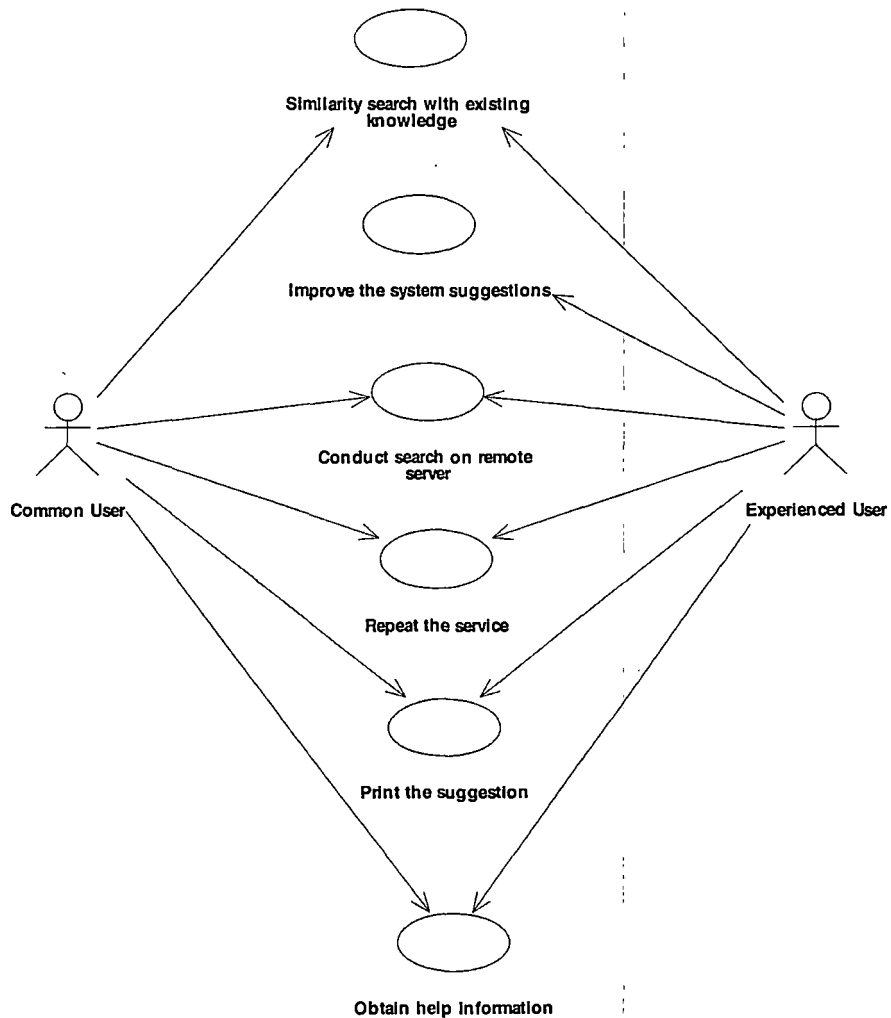 Similarity search with existing
knowledge
Improve the system suggestions
Conduct search on remote
server
Common User
Experienced User
Repeat the service
Print the suggestion
Obtain help information